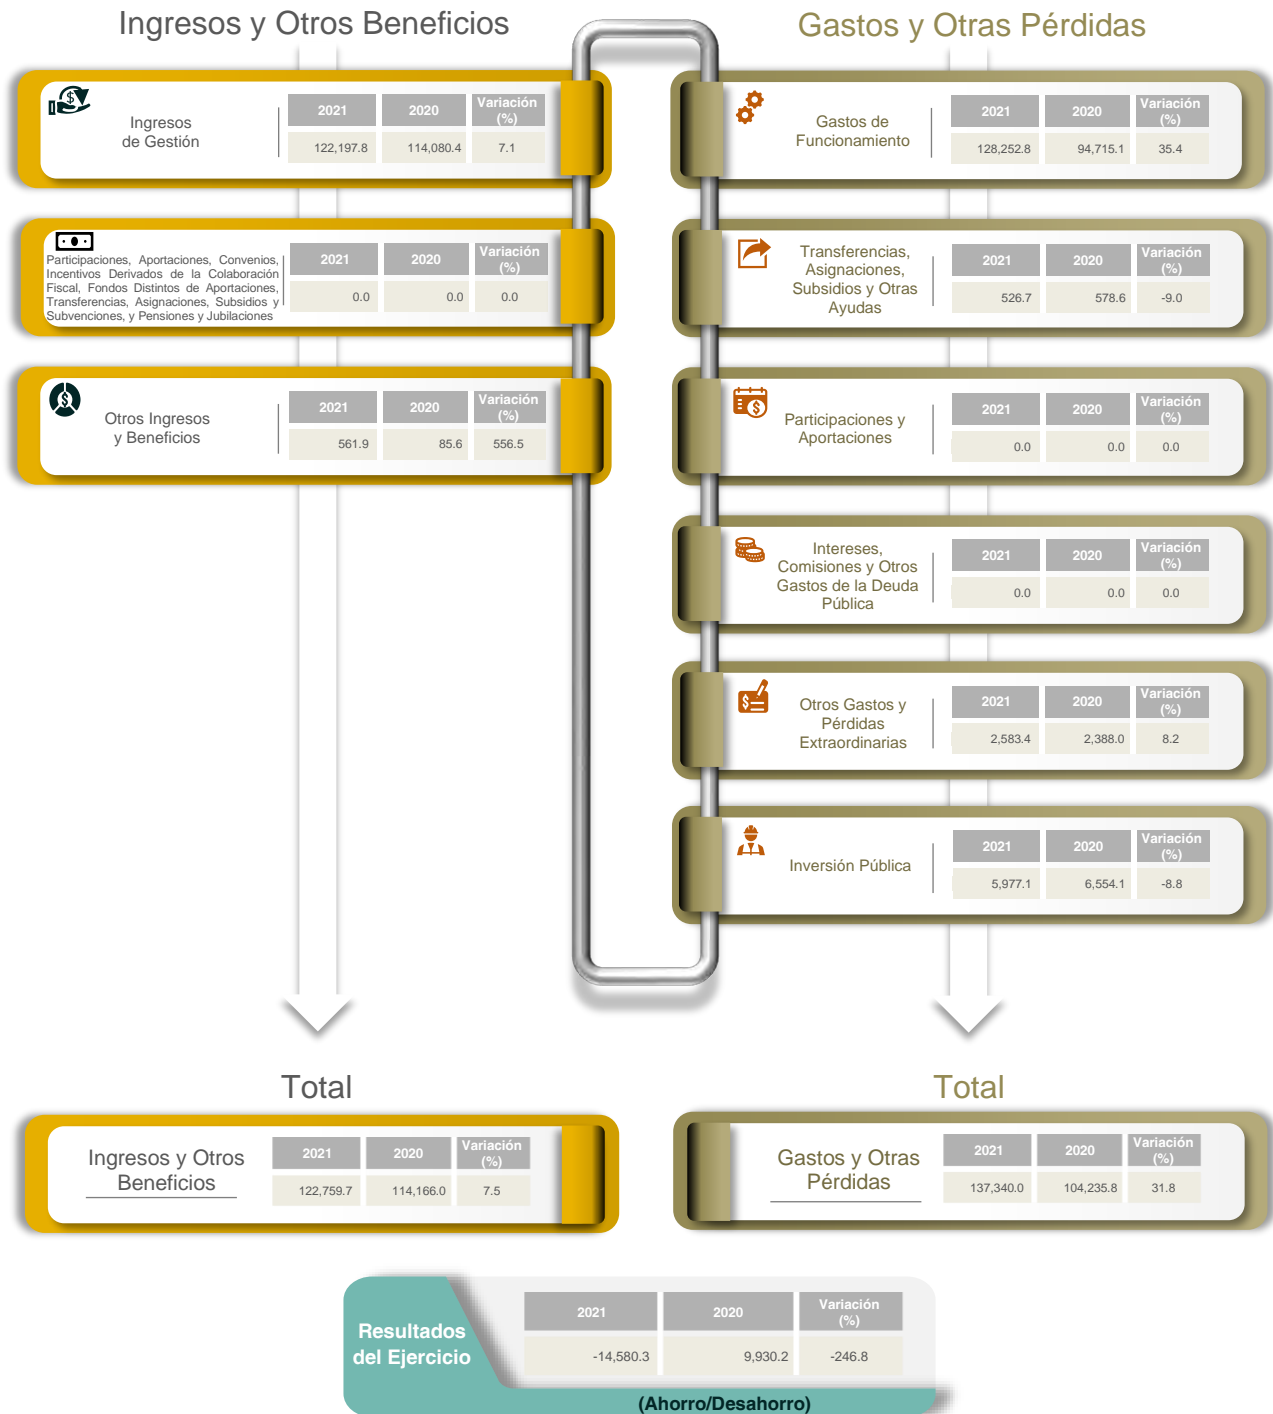 Ingresos y Otros Beneficios
Ingresos
de Gestión
2021 2020 Variación (%)
122,197.8 114,080.4 7.1
Participaciones, Aportaciones, Convenios,
Incentivos Derivados de la Colaboración
Fiscal, Fondos Distintos de Aportaciones,
Transferencias, Asignaciones, Subsidios y
Subvenciones, y Pensiones y Jubilaciones
2021 2020 Variación (%)
0.0 0.0 0.0
Otros Ingresos
y Beneficios
2021 2020 Variación (%)
561.9 85.6 556.5
Gastos y Otras Pérdidas
Gastos de
Funcionamiento
2021 2020 Variación (%)
128,252.8 94,715.1 35.4
Transferencias,
Asignaciones,
Subsidios y Otras
Ayudas
2021 2020 Variación (%)
526.7 578.6 -9.0
Participaciones y
Aportaciones
2021 2020 Variación (%)
0.0 0.0 0.0
Intereses,
Comisiones y Otros
Gastos de la Deuda
Pública
2021 2020 Variación (%)
0.0 0.0 0.0
Otros Gastos y
Pérdidas
Extraordinarias
2021 2020 Variación (%)
2,583.4 2,388.0 8.2
Inversión Pública
2021 2020 Variación (%)
5,977.1 6,554.1 -8.8
Total
Ingresos y Otros
Beneficios
2021 2020 Variación (%)
122,759.7 114,166.0 7.5
Total
Gastos y Otras
Pérdidas
2021 2020 Variación (%)
137,340.0 104,235.8 31.8
Resultados
del Ejercicio
2021 2020 Variación (%)
-14,580.3 9,930.2 -246.8
(Ahorro/Desahorro)